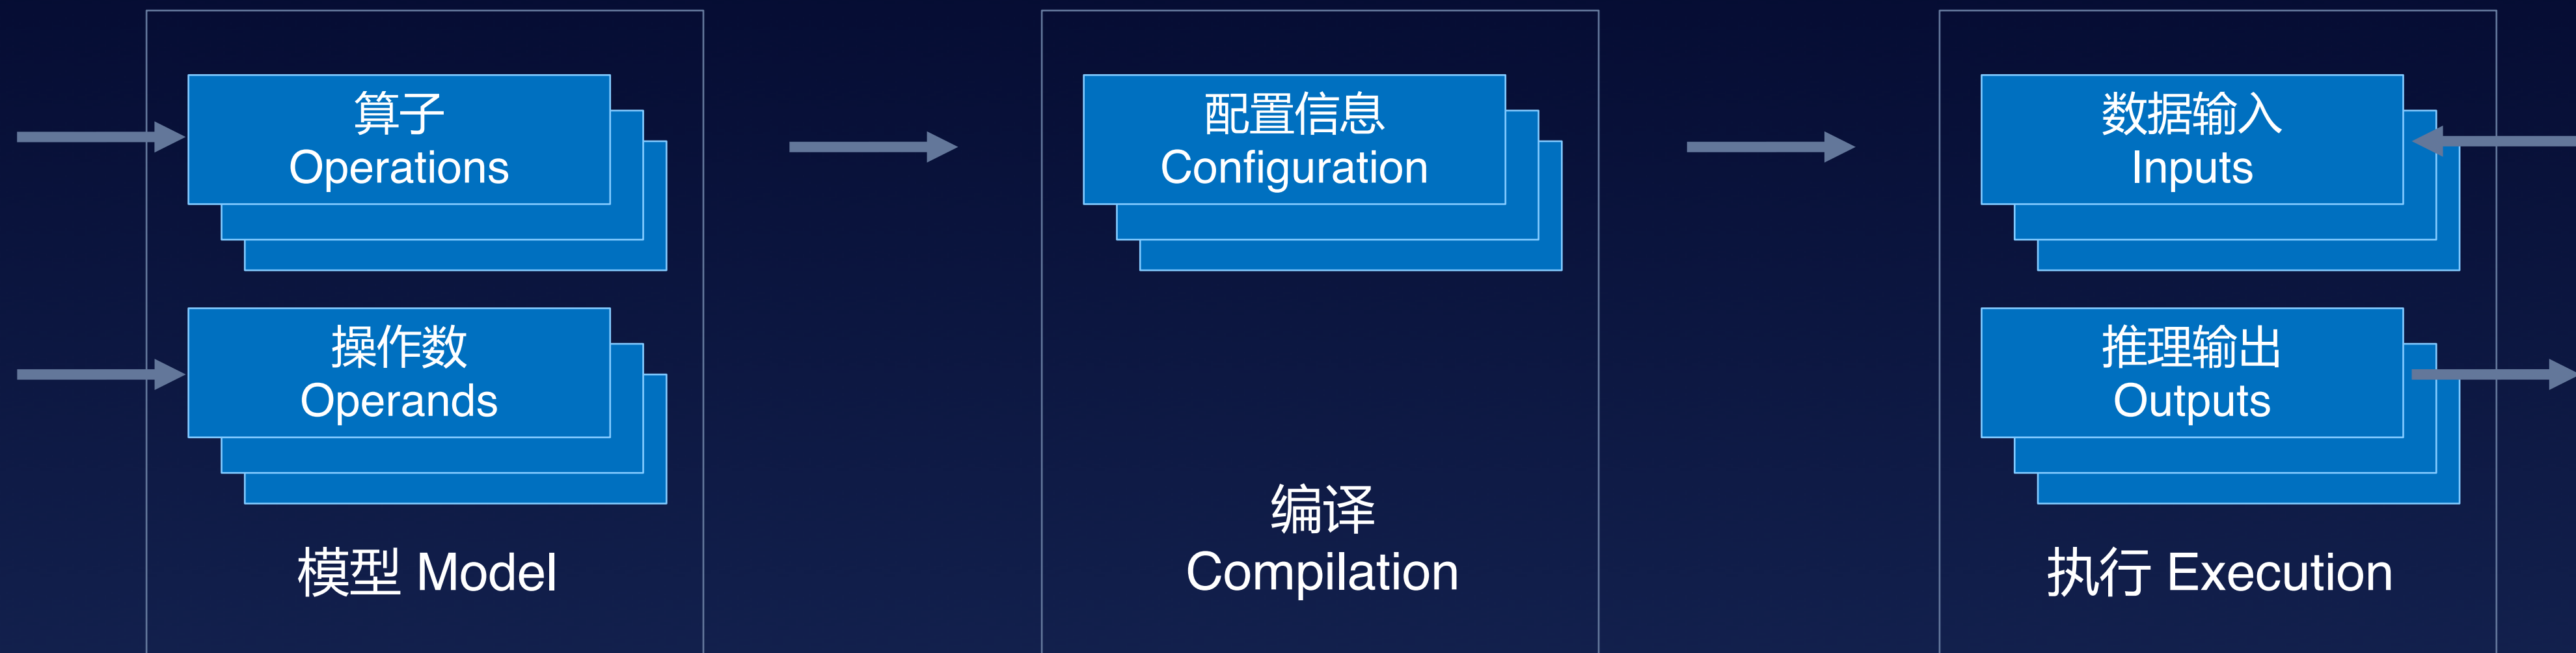 算子
Operations
操作数
Operands
模型 Model
配置信息
Configuration
编译
Compilation
数据输入
Inputs
推理输出
Outputs
执行 Execution